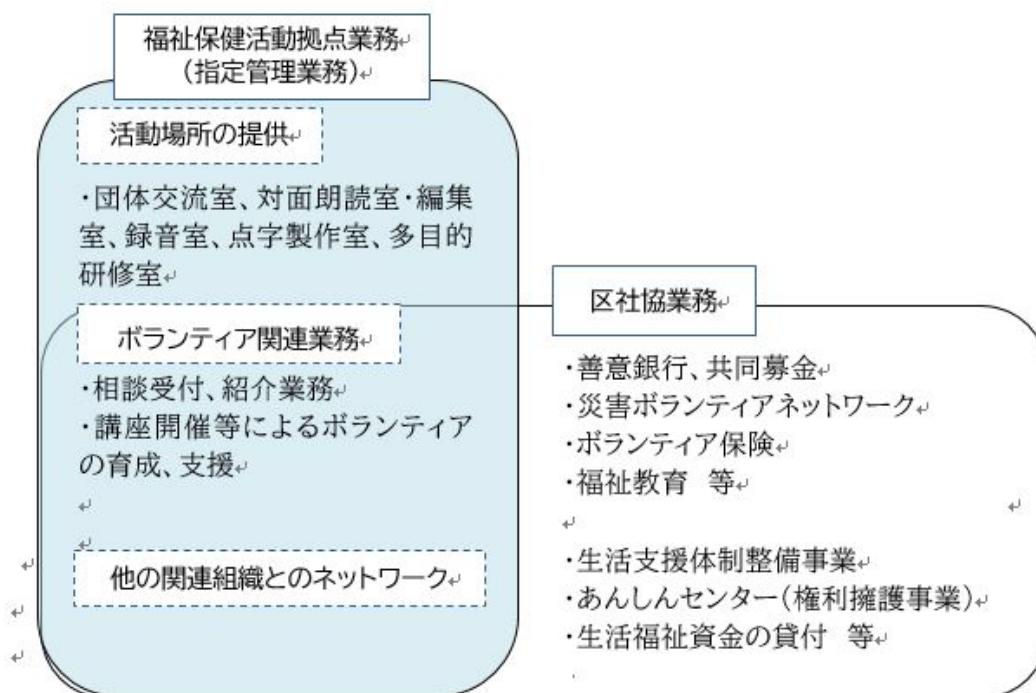 福祉保健活動拠点業務↵
（指定管理業務）↵
活動場所の提供↵
・団体交流室、対面朗読室・編集
室、録音室、点字製作室、多目的
研修室↵
ボランティア関連業務↵
・相談受付、紹介業務↵
・講座開催等によるボランティア
の育成、支援↵
↵
↵
他の関連組織とのネットワーク↵
↵
↵
↵
区社協業務↵
・善意銀行、共同募金↵
・災害ボランティアネットワーク↵
・ボランティア保険↵
・福祉教育　等↵
↵
↵
・生活支援体制整備事業↵
・あんしんセンター（権利擁護事業）↵
・生活福祉資金の貸付　等↵